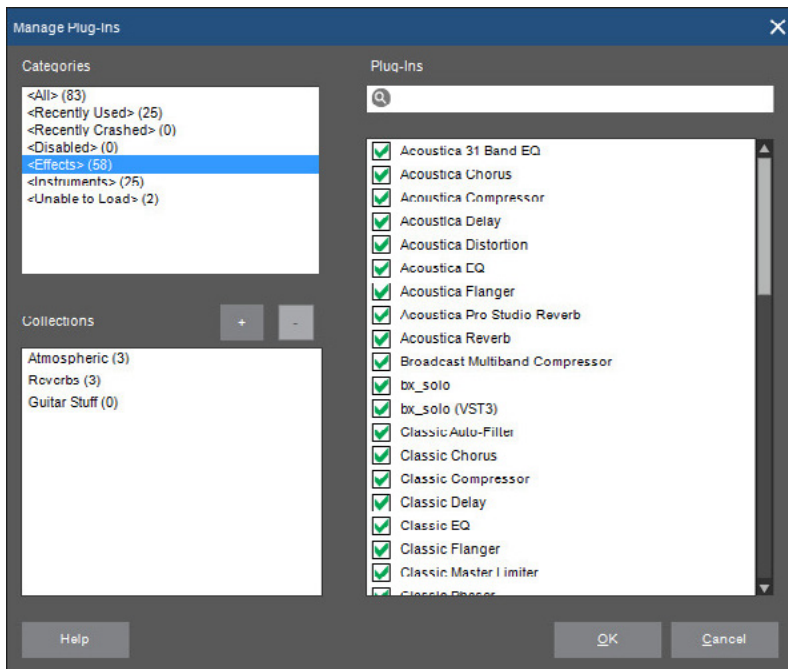 Manage Plug-Ins
Categories
<All> (83)
<Recently Used> (25)
<Recently Crashed> (0)
<Disabled> (0)
<Effects> (58)
<Instruments> (25)
<Unable to Load> (2)
Collections
+
-
Atmospheric (3)
Reverbs (3)
Guitar Stuff (0)
Plug-Ins
Acoustica 31 Band EQ
Acoustica Chorus
Acoustica Compressor
Acoustica Delay
Acoustica Distortion
Acoustica EQ
Acoustica Flanger
Acoustica Pro Studio Reverb
Acoustica Reverb
Broadcast Multiband Compressor
bx_solo
bx_solo (VST3)
Classic Auto-Filter
Classic Chorus
Classic Compressor
Classic Delay
Classic EQ
Classic Flanger
Classic Master Limiter
Classic Phaser
Help
OK
Cancel